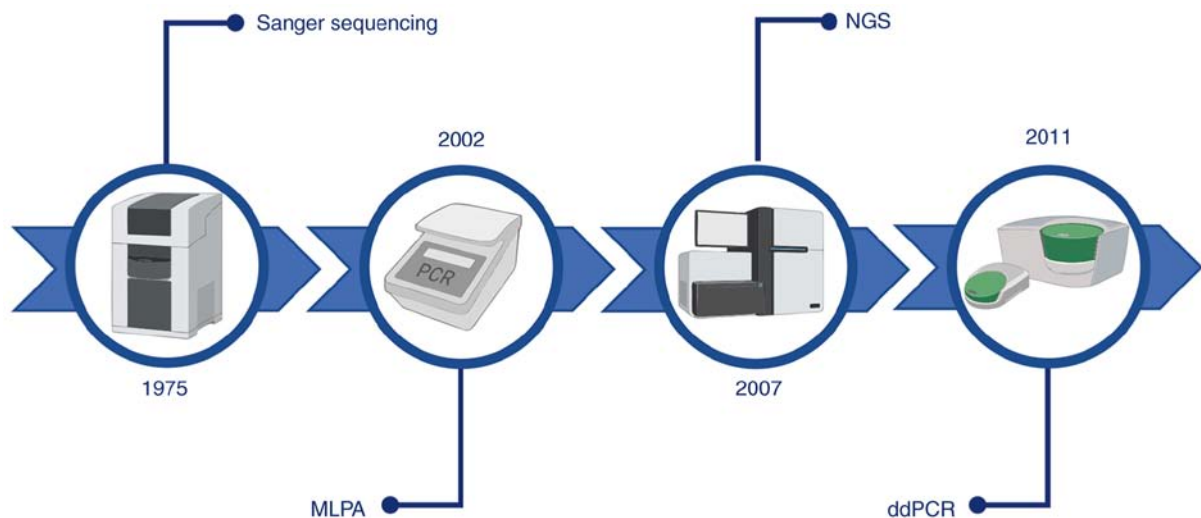 Sanger sequencing
NGS
2002
2011
PCR
1975
2007
MLPA
ddPCR